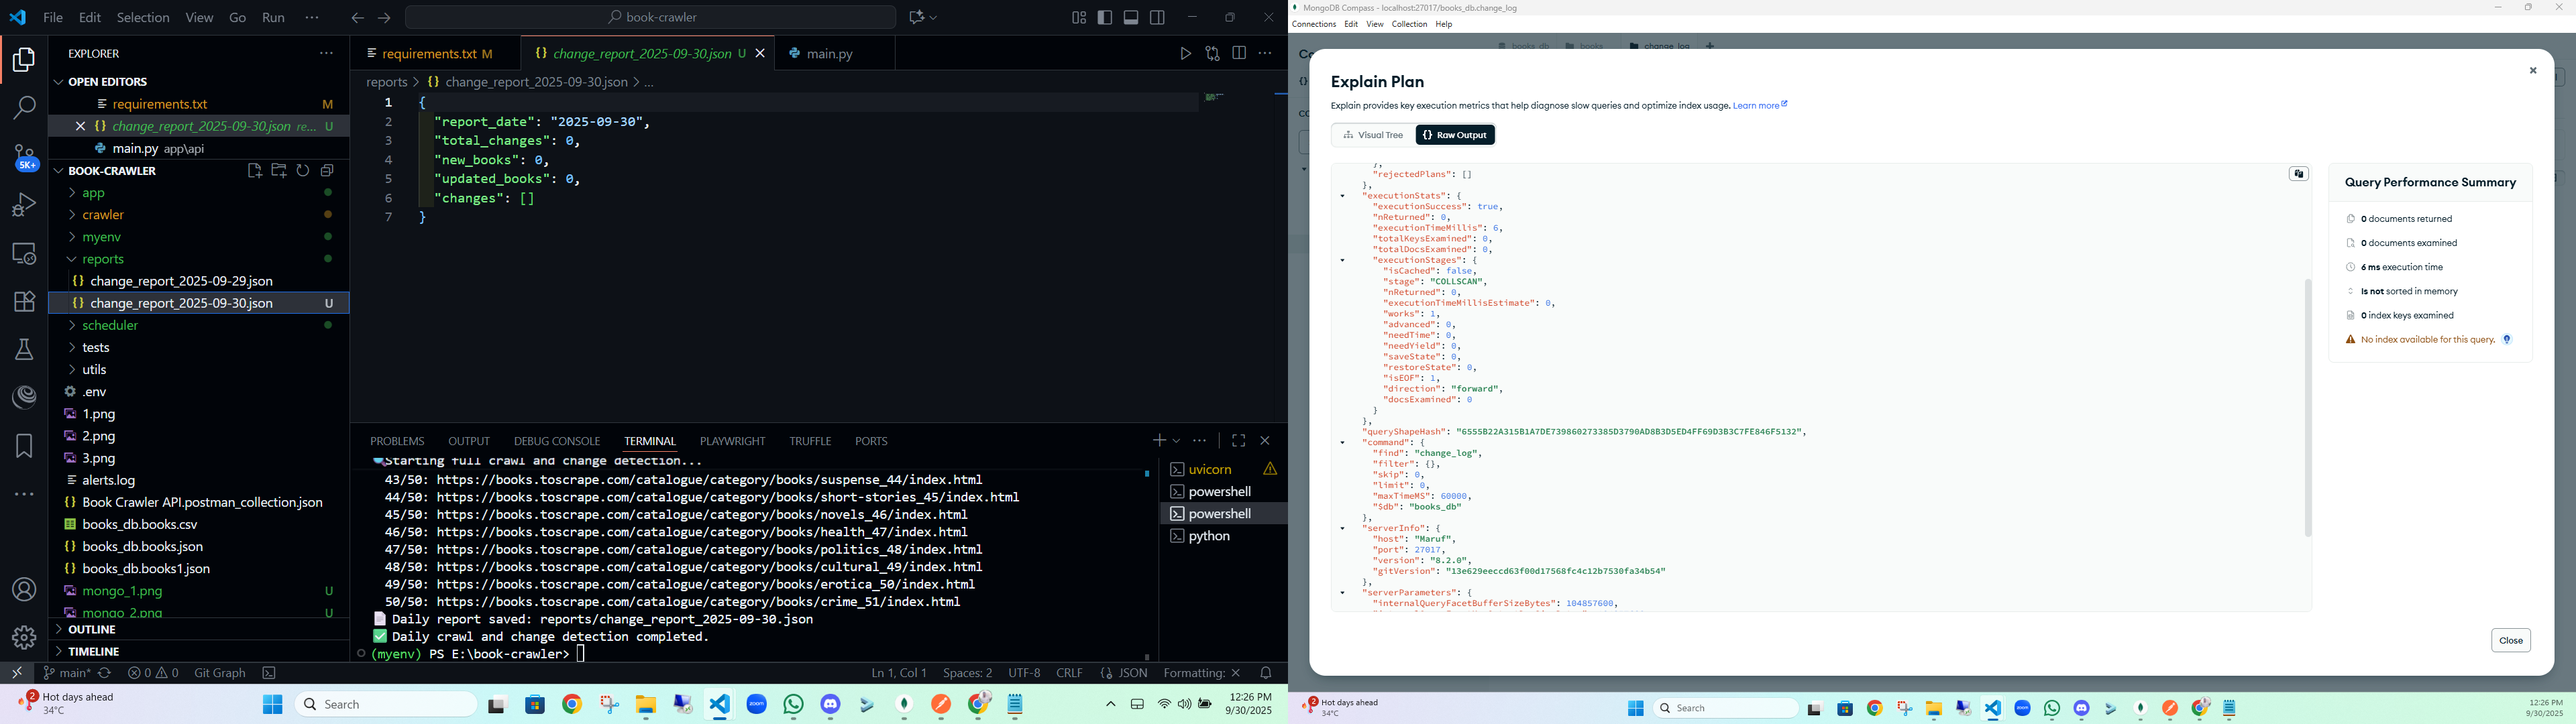 File Edit Selection View Go Run ···
book-crawler
EXPLORER
OPEN EDITORS
requirements.txt M
change_report_2025-09-30.json re... U
main.py app\api
BOOK-CRAWLER
app
crawler
myenv
reports
change_report_2025-09-29.json
change_report_2025-09-30.json U
scheduler
tests
utils
.env
1.png
2.png
3.png
alerts.log
Book Crawler API.postman_collection.json
books_db.books.csv
books_db.books.json
books_db.books1.json
mongo_1.png U
mongo_2.png U
OUTLINE
TIMELINE
5K+
requirements.txt M
change_report_2025-09-30.json U
main.py
reports > {} change_report_2025-09-30.json > ...
1 {
2 "report_date": "2025-09-30",
3 "total_changes": 0,
4 "new_books": 0,
5 "updated_books": 0,
6 "changes": []
7 }
PROBLEMS OUTPUT DEBUG CONSOLE TERMINAL PLAYWRIGHT TRUFFLE PORTS
Starting full crawl and change detection...
43/50: https://books.toscrape.com/catalogue/category/books/suspense_44/index.html
44/50: https://books.toscrape.com/catalogue/category/books/short-stories_45/index.html
45/50: https://books.toscrape.com/catalogue/category/books/novels_46/index.html
46/50: https://books.toscrape.com/catalogue/category/books/health_47/index.html
47/50: https://books.toscrape.com/catalogue/category/books/politics_48/index.html
48/50: https://books.toscrape.com/catalogue/category/books/cultural_49/index.html
49/50: https://books.toscrape.com/catalogue/category/books/erotica_50/index.html
50/50: https://books.toscrape.com/catalogue/category/books/crime_51/index.html
Daily report saved: reports/change_report_2025-09-30.json
Daily crawl and change detection completed.
(myenv) PS E:\book-crawler>
uvicorn
powershell
powershell
python
main* 0 0 Git Graph
Ln 1, Col 1 Spaces: 2 UTF-8 CRLF {} JSON Formatting: ✕
2 Hot days ahead
34°C
Search
zoom
12:26 PM
9/30/2025
MongoDB Compass - localhost:27017/books_db.change_log
Connections Edit View Collection Help
books_db books change_log
Explain Plan
Explain provides key execution metrics that help diagnose slow queries and optimize index usage. Learn more
Visual Tree {} Raw Output
},
"rejectedPlans": []
},
"executionStats": {
"executionSuccess": true,
"nReturned": 0,
"executionTimeMillis": 6,
"totalKeysExamined": 0,
"totalDocsExamined": 0,
"executionStages": {
"isCached": false,
"stage": "COLLSCAN",
"nReturned": 0,
"executionTimeMillisEstimate": 0,
"works": 1,
"advanced": 0,
"needTime": 0,
"needYield": 0,
"saveState": 0,
"restoreState": 0,
"isEOF": 1,
"direction": "forward",
"docsExamined": 0
}
},
"queryShapeHash": "6555B22A315B1A7DE739860273385D3790AD8B3D5ED4FF69D3B3C7FE846F5132",
"command": {
"find": "change_log",
"filter": {},
"skip": 0,
"limit": 0,
"maxTimeMS": 60000,
"$db": "books_db"
},
"serverInfo": {
"host": "Maruf",
"port": 27017,
"version": "8.2.0",
"gitVersion": "13e629eeccd63f00d17568fc4c12b7530fa34b54"
},
"serverParameters": {
"internalQueryFacetBufferSizeBytes": 104857600,
Query Performance Summary
0 documents returned
0 documents examined
6 ms execution time
Is not sorted in memory
0 index keys examined
No index available for this query.
Close
2 Hot days ahead
34°C
Search
zoom
12:26 PM
9/30/2025